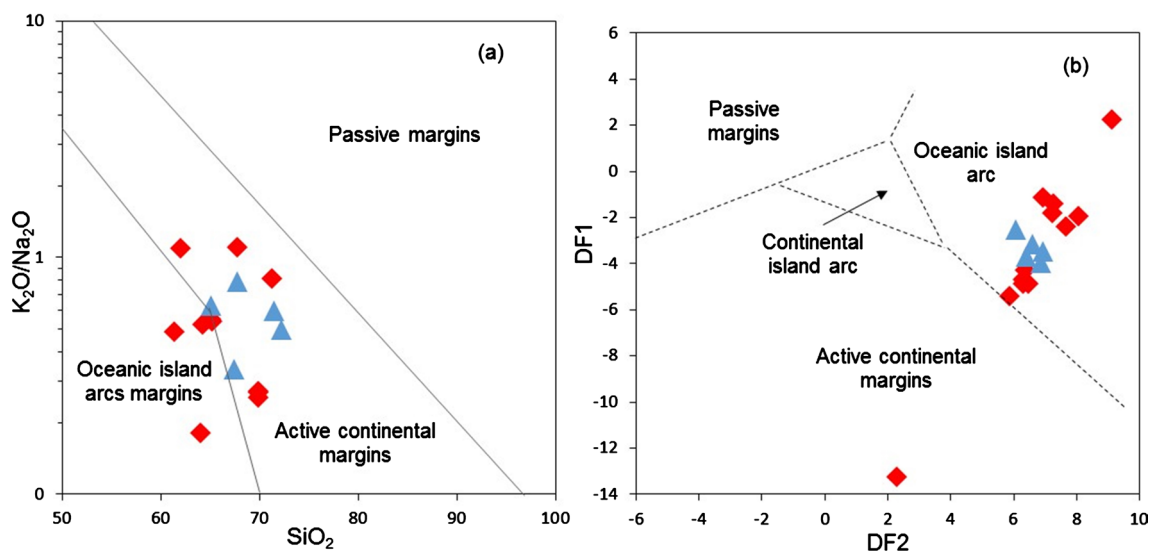 (a)
10
1
0
K₂O/Na₂O
Passive margins
Oceanic island
arcs margins
Active continental
margins
50
60
70
80
90
100
SiO₂
(b)
6
4
2
0
-2
-4
-6
-8
-10
-12
-14
DF1
Passive
margins
Oceanic island
arc
Continental
island arc
Active continental
margins
-6
-4
-2
0
2
4
6
8
10
DF2